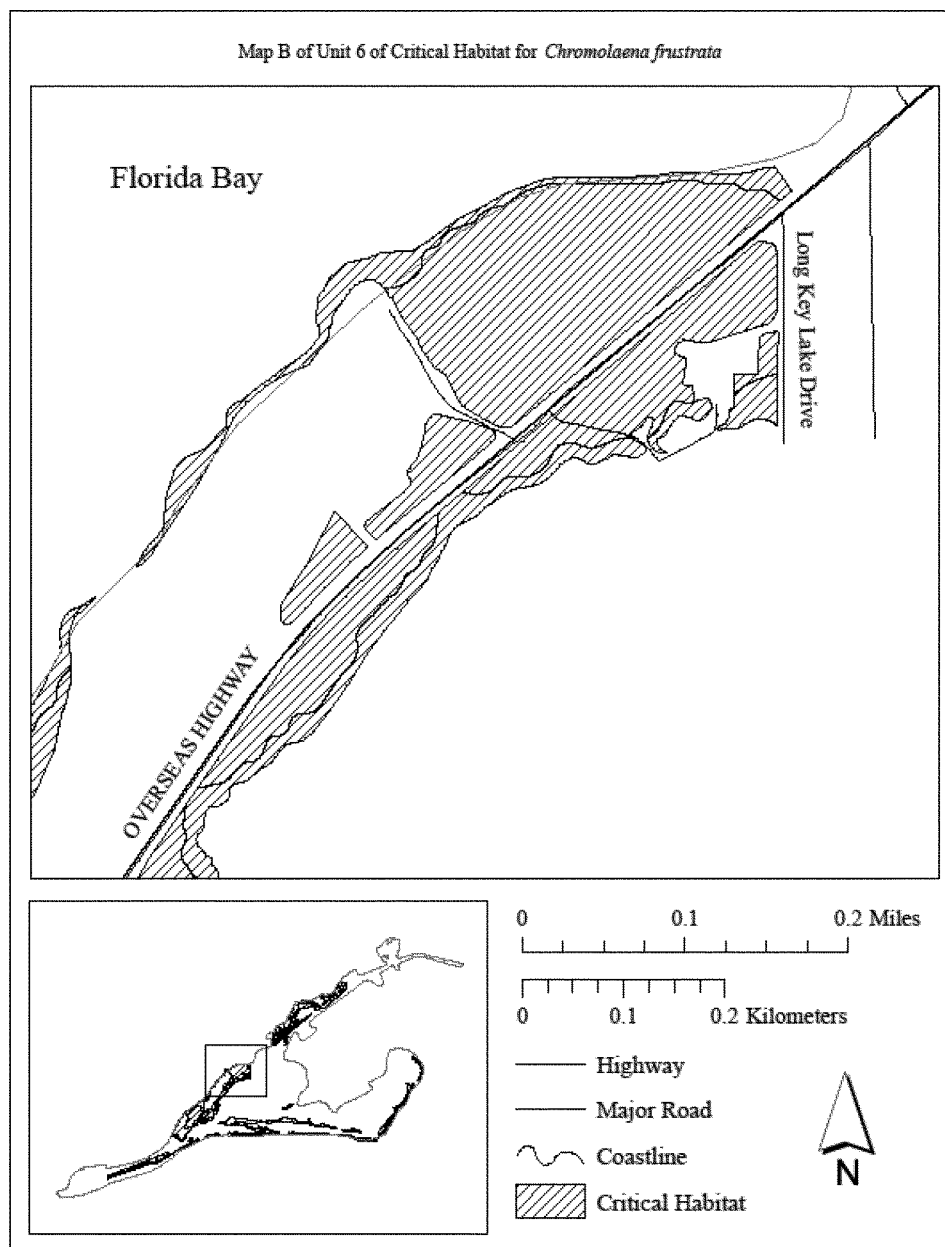 Map B of Unit 6 of Critical Habitat for Chromolaena frustrata
Florida Bay
Long Key Lake Drive
OVERSEAS HIGHWAY
0 0.1 0.2 Miles
0 0.1 0.2 Kilometers
Highway
Major Road
Coastline
Critical Habitat
N